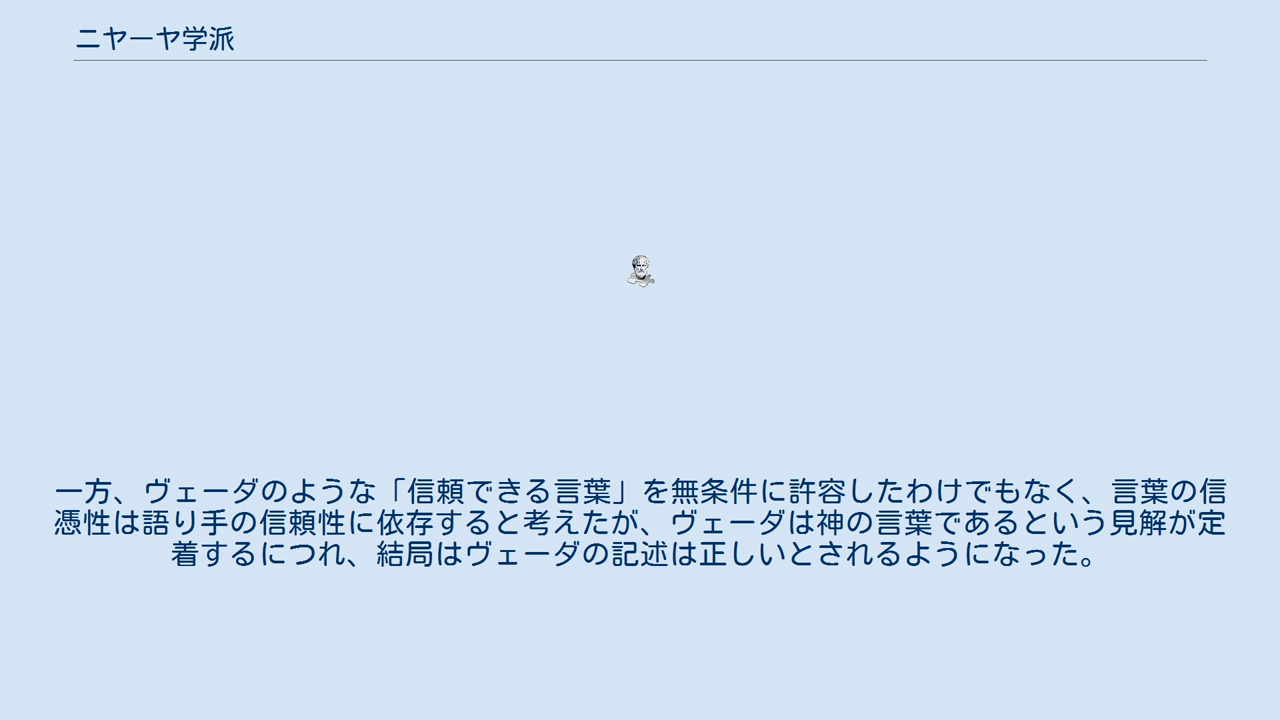 ニヤーヤ学派
一方、ヴェーダのような「信頼できる言葉」を無条件に許容したわけでもなく、言葉の信
憑性は語り手の信頼性に依存すると考えたが、ヴェーダは神の言葉であるという見解が定
着するにつれ、結局はヴェーダの記述は正しいとされるようになった。